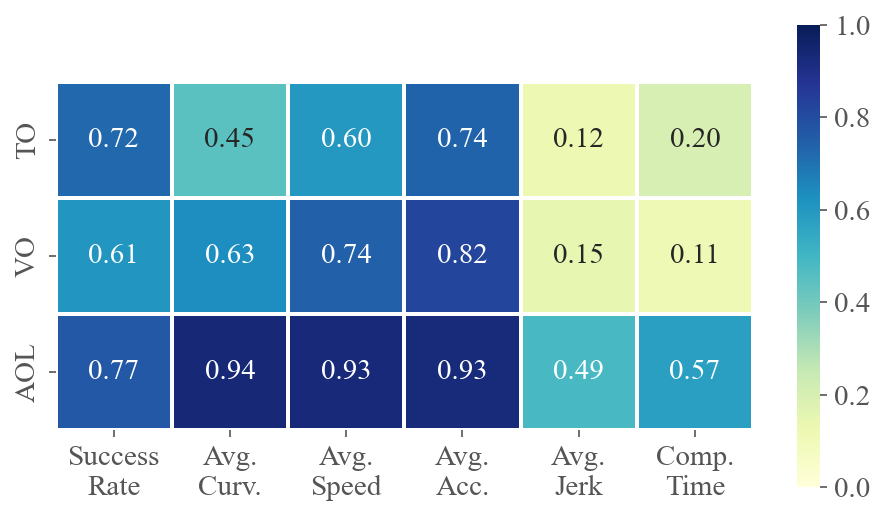 1.0
TO 0.72 0.45 0.60 0.74 0.12 0.20
0.8
0.6
VO 0.61 0.63 0.74 0.82 0.15 0.11
0.4
AOL 0.77 0.94 0.93 0.93 0.49 0.57
0.2
Success Avg. Avg. Avg. Avg. Comp.
Rate Curv. Speed Acc. Jerk Time
0.0